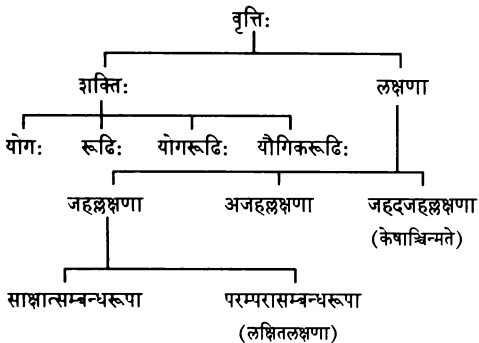 वृत्तिः
शक्तिः लक्षणा
योगः रूढिः योगरूढिः यौगिकरूढिः
जहल्लक्षणा अजहल्लक्षणा जहदजहल्लक्षणा
(केषाञ्चिन्मते)
साक्षात्सम्बन्धरूपा परम्परासम्बन्धरूपा
(लक्षितलक्षणा)